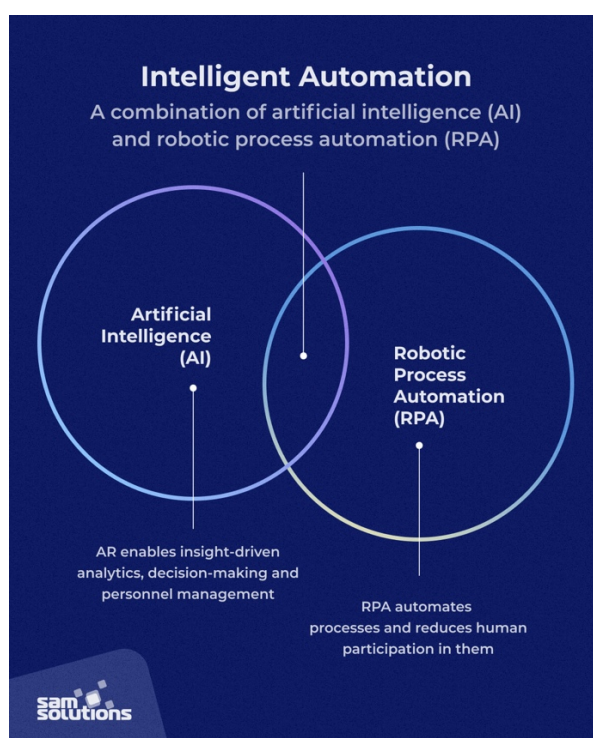 Intelligent Automation
A combination of artificial intelligence (AI)
and robotic process automation (RPA)
Artificial
Intelligence
(AI)
Robotic
Process
Automation
(RPA)
AR enables insight-driven
analytics, decision-making and
personnel management
RPA automates
processes and reduces human
participation in them
sam
solutions